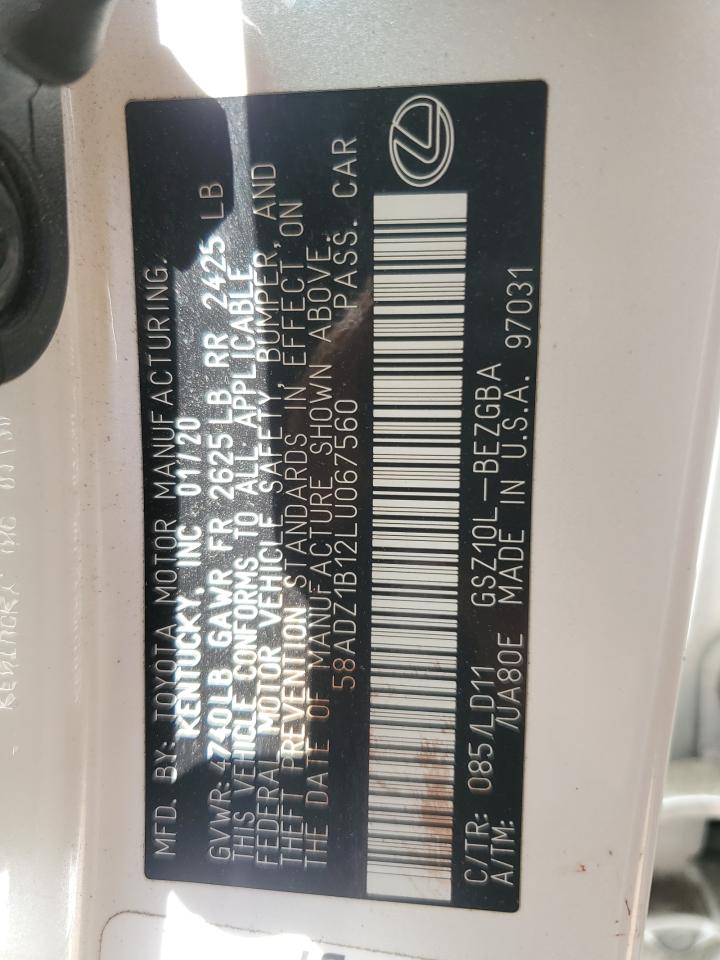 MFD. BY: TOYOTA MOTOR MANUFACTURING,
KENTUCKY, INC 01/20
GVWR 4740LB GAWR FR 2625 LB RR 2425 LB
THIS VEHICLE CONFORMS TO ALL APPLICABLE
FEDERAL MOTOR VEHICLE SAFETY, BUMPER, AND
THEFT PREVENTION STANDARDS IN EFFECT ON
THE DATE OF MANUFACTURE SHOWN ABOVE.
58ADZ1B12LU067560 PASS. CAR
C/TR: 085/LD11 GSZ10L-BEZGBA
A/TM: /UA80E MADE IN U.S.A. 97031